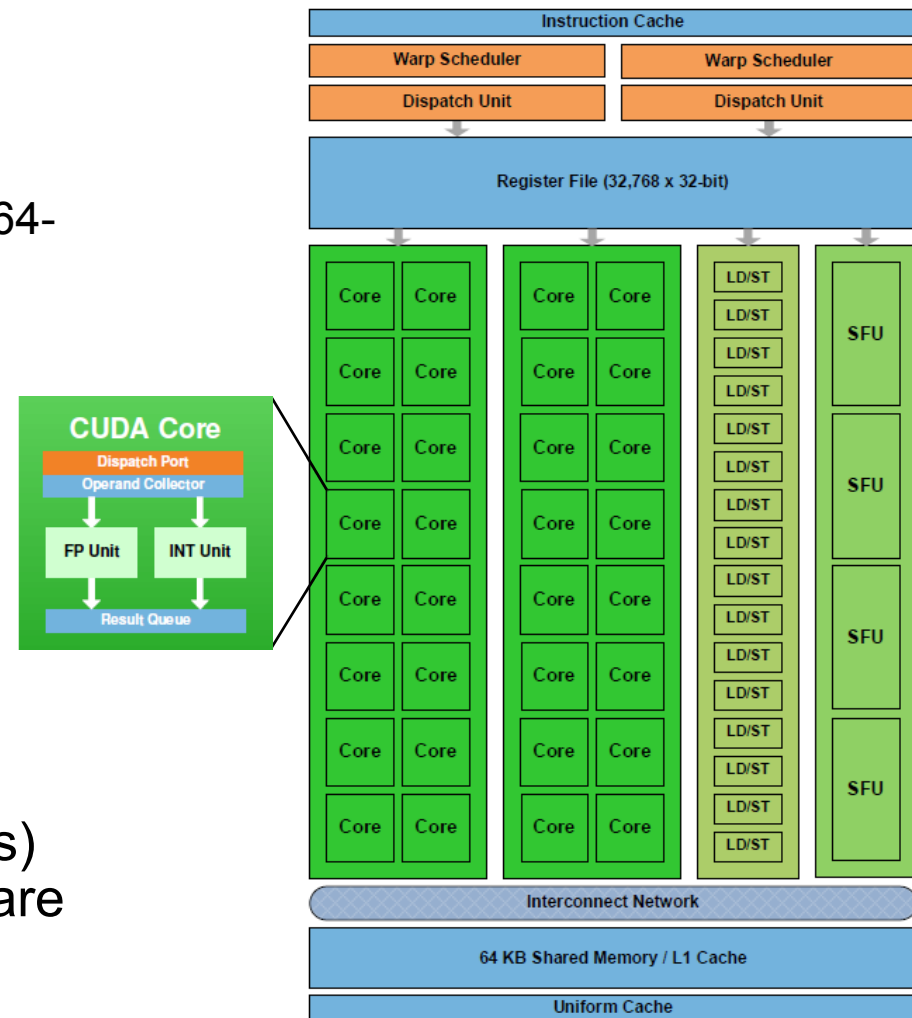 64-
s)
are
CUDA Core
Dispatch Port
Operand Collector
FP Unit INT Unit
Result Queue
Instruction Cache
Warp Scheduler Warp Scheduler
Dispatch Unit Dispatch Unit
Register File (32,768 x 32-bit)
Core Core Core Core LD/ST
LD/ST
SFU
Core Core Core Core LD/ST
LD/ST
Core Core Core Core LD/ST
LD/ST
SFU
Core Core Core Core LD/ST
LD/ST
Core Core Core Core LD/ST
LD/ST
SFU
Core Core Core Core LD/ST
LD/ST
Core Core Core Core LD/ST
LD/ST
SFU
Core Core Core Core LD/ST
LD/ST
Interconnect Network
64 KB Shared Memory / L1 Cache
Uniform Cache